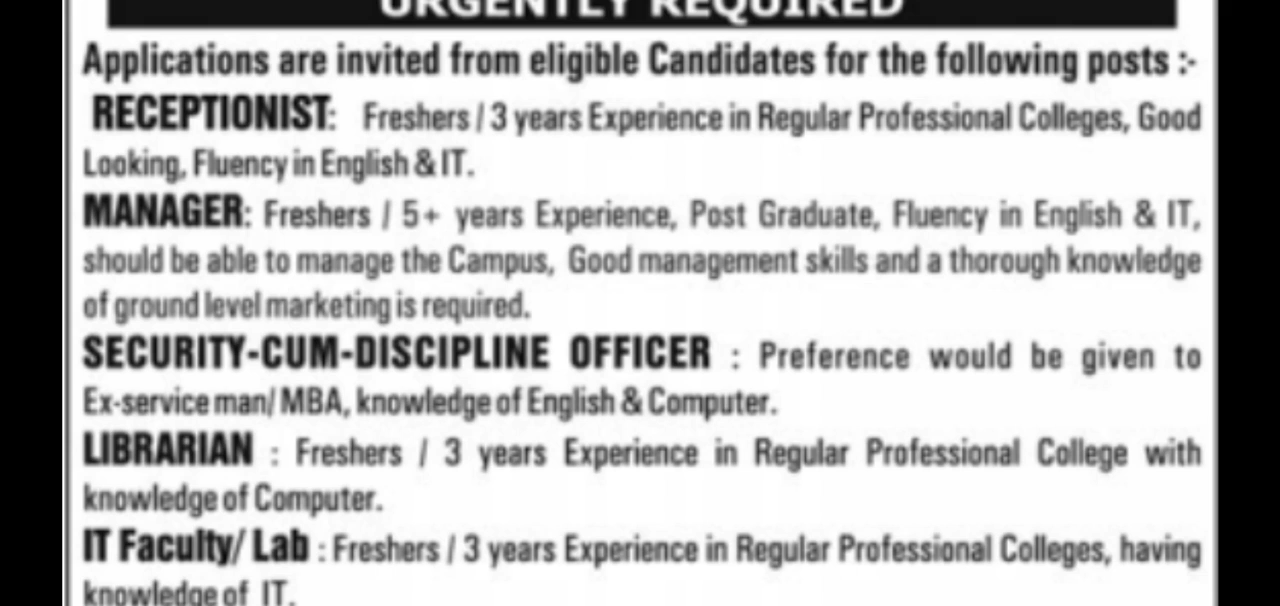 URGENTLY REQUIRED
Applications are invited from eligible Candidates for the following posts :-
RECEPTIONIST: Freshers / 3 years Experience in Regular Professional Colleges, Good
Looking, Fluency in English & IT.
MANAGER: Freshers / 5+ years Experience, Post Graduate, Fluency in English & IT,
should be able to manage the Campus, Good management skills and a thorough knowledge
of ground level marketing is required.
SECURITY-CUM-DISCIPLINE OFFICER : Preference would be given to
Ex-service man/ MBA, knowledge of English & Computer.
LIBRARIAN : Freshers / 3 years Experience in Regular Professional College with
knowledge of Computer.
IT Faculty/ Lab : Freshers / 3 years Experience in Regular Professional Colleges, having
knowledge of IT.